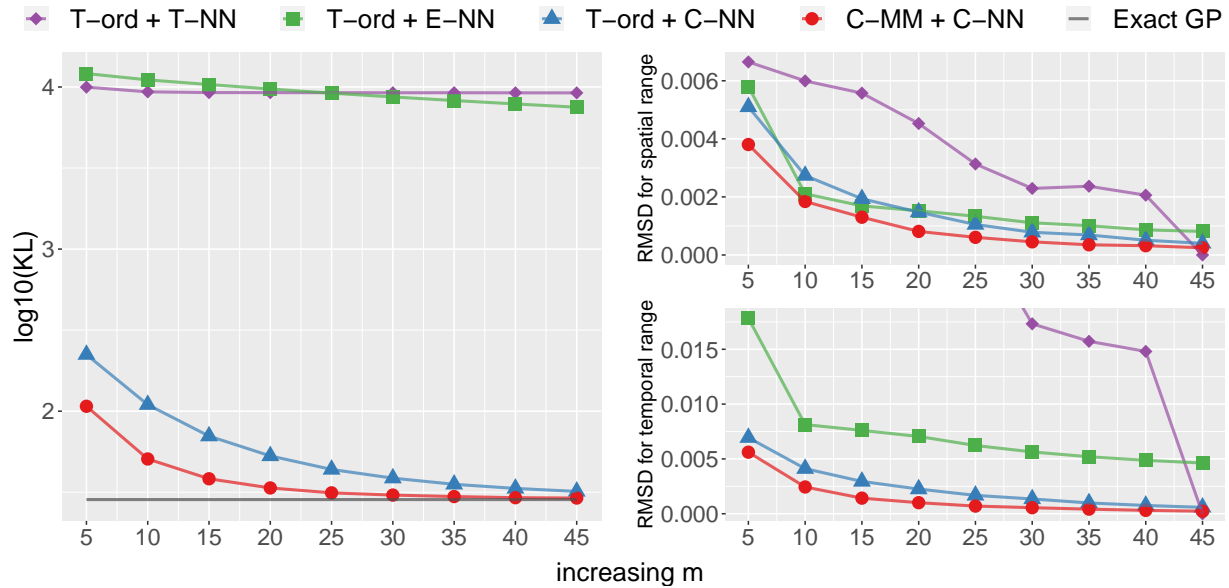 T−ord + T−NN T−ord + E−NN T−ord + C−NN C−MM + C−NN Exact GP
log10(KL)
4
3
2
5 10 15 20 25 30 35 40 45
RMSD for spatial range
0.006
0.004
0.002
0.000
5 10 15 20 25 30 35 40 45
RMSD for temporal range
0.015
0.010
0.005
0.000
5 10 15 20 25 30 35 40 45
increasing m